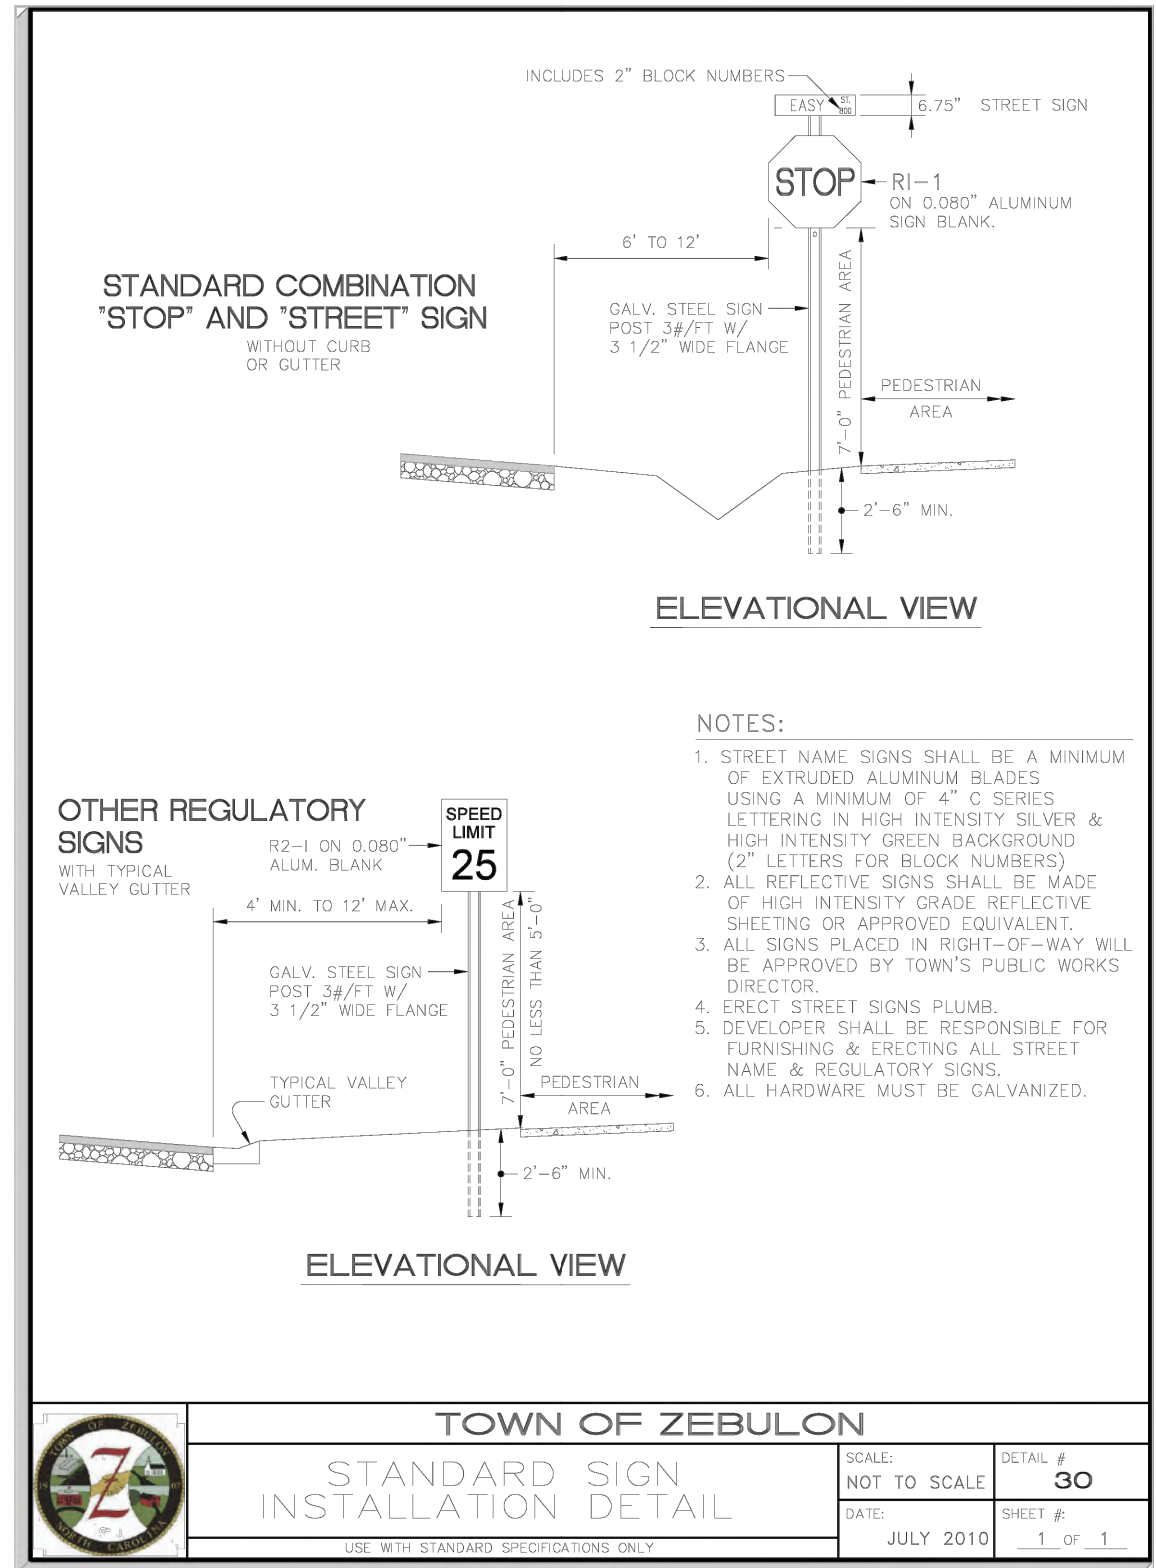 INCLUDES 2" BLOCK NUMBERS
EASY ST.
800
6.75" STREET SIGN
STOP
RI-1
ON 0.080" ALUMINUM
SIGN BLANK.
6' TO 12'
STANDARD COMBINATION
"STOP" AND "STREET" SIGN
WITHOUT CURB
OR GUTTER
GALV. STEEL SIGN
POST 3#/FT W/
3 1/2" WIDE FLANGE
7'-0" PEDESTRIAN AREA
PEDESTRIAN
AREA
2'-6" MIN.
ELEVATIONAL VIEW
NOTES:
1. STREET NAME SIGNS SHALL BE A MINIMUM
OF EXTRUDED ALUMINUM BLADES
USING A MINIMUM OF 4" C SERIES
LETTERING IN HIGH INTENSITY SILVER &
HIGH INTENSITY GREEN BACKGROUND
(2" LETTERS FOR BLOCK NUMBERS)
2. ALL REFLECTIVE SIGNS SHALL BE MADE
OF HIGH INTENSITY GRADE REFLECTIVE
SHEETING OR APPROVED EQUIVALENT.
3. ALL SIGNS PLACED IN RIGHT-OF-WAY WILL
BE APPROVED BY TOWN'S PUBLIC WORKS
DIRECTOR.
4. ERECT STREET SIGNS PLUMB.
5. DEVELOPER SHALL BE RESPONSIBLE FOR
FURNISHING & ERECTING ALL STREET
NAME & REGULATORY SIGNS.
6. ALL HARDWARE MUST BE GALVANIZED.
OTHER REGULATORY
SIGNS
WITH TYPICAL
VALLEY GUTTER
SPEED
LIMIT
25
R2-I ON 0.080"
ALUM. BLANK
4' MIN. TO 12' MAX.
GALV. STEEL SIGN
POST 3#/FT W/
3 1/2" WIDE FLANGE
7'-0" PEDESTRIAN AREA
NO LESS THAN 5'-0"
TYPICAL VALLEY
GUTTER
PEDESTRIAN
AREA
2'-6" MIN.
ELEVATIONAL VIEW
TOWN OF ZEBULON
Z
1907
NORTH CAROLINA
TOWN OF ZEBULON
STANDARD SIGN
INSTALLATION DETAIL
USE WITH STANDARD SPECIFICATIONS ONLY
SCALE:
NOT TO SCALE
DETAIL #
30
DATE:
JULY 2010
SHEET #:
1 OF 1